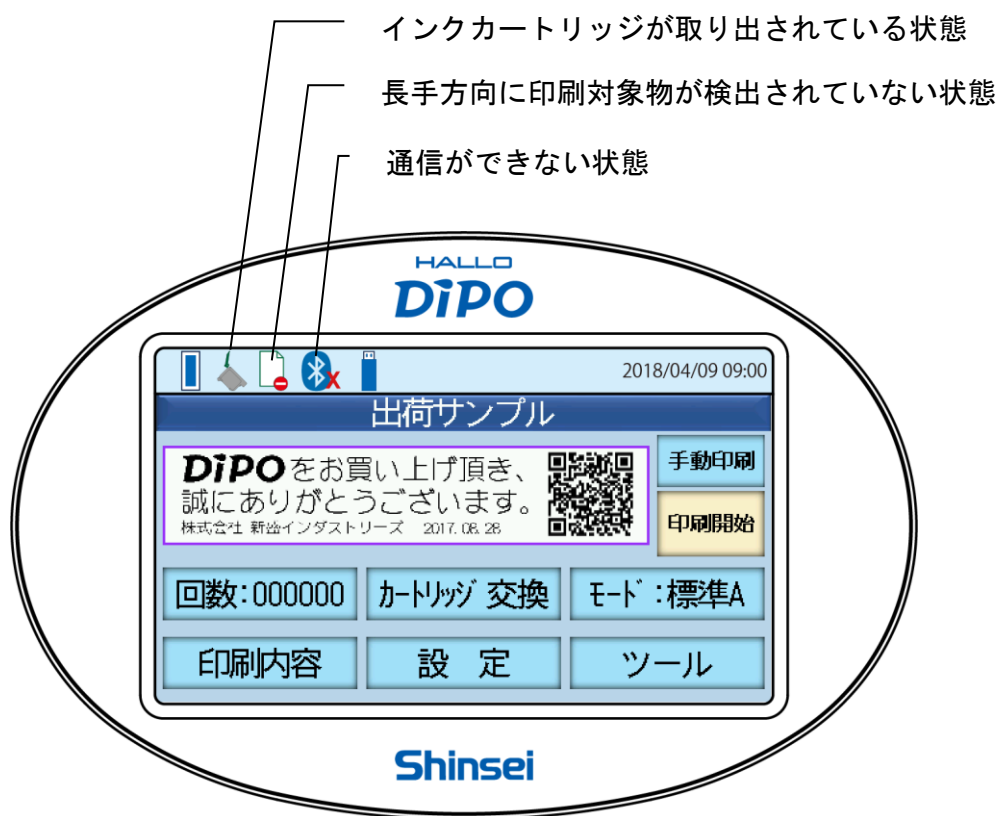 インクカートリッジが取り出されている状態
長手方向に印刷対象物が検出されていない状態
通信ができない状態
HALLO
DiPO
X
2018/04/09 09:00
出荷サンプル
DiPOをお買い上げ頂き、
誠にありがとうございます。
株式会社 新盛インダストリーズ 2017.08.28
手動印刷
印刷開始
回数:000000
カートリッジ 交換
モード:標準A
印刷内容
設 定
ツール
Shinsei